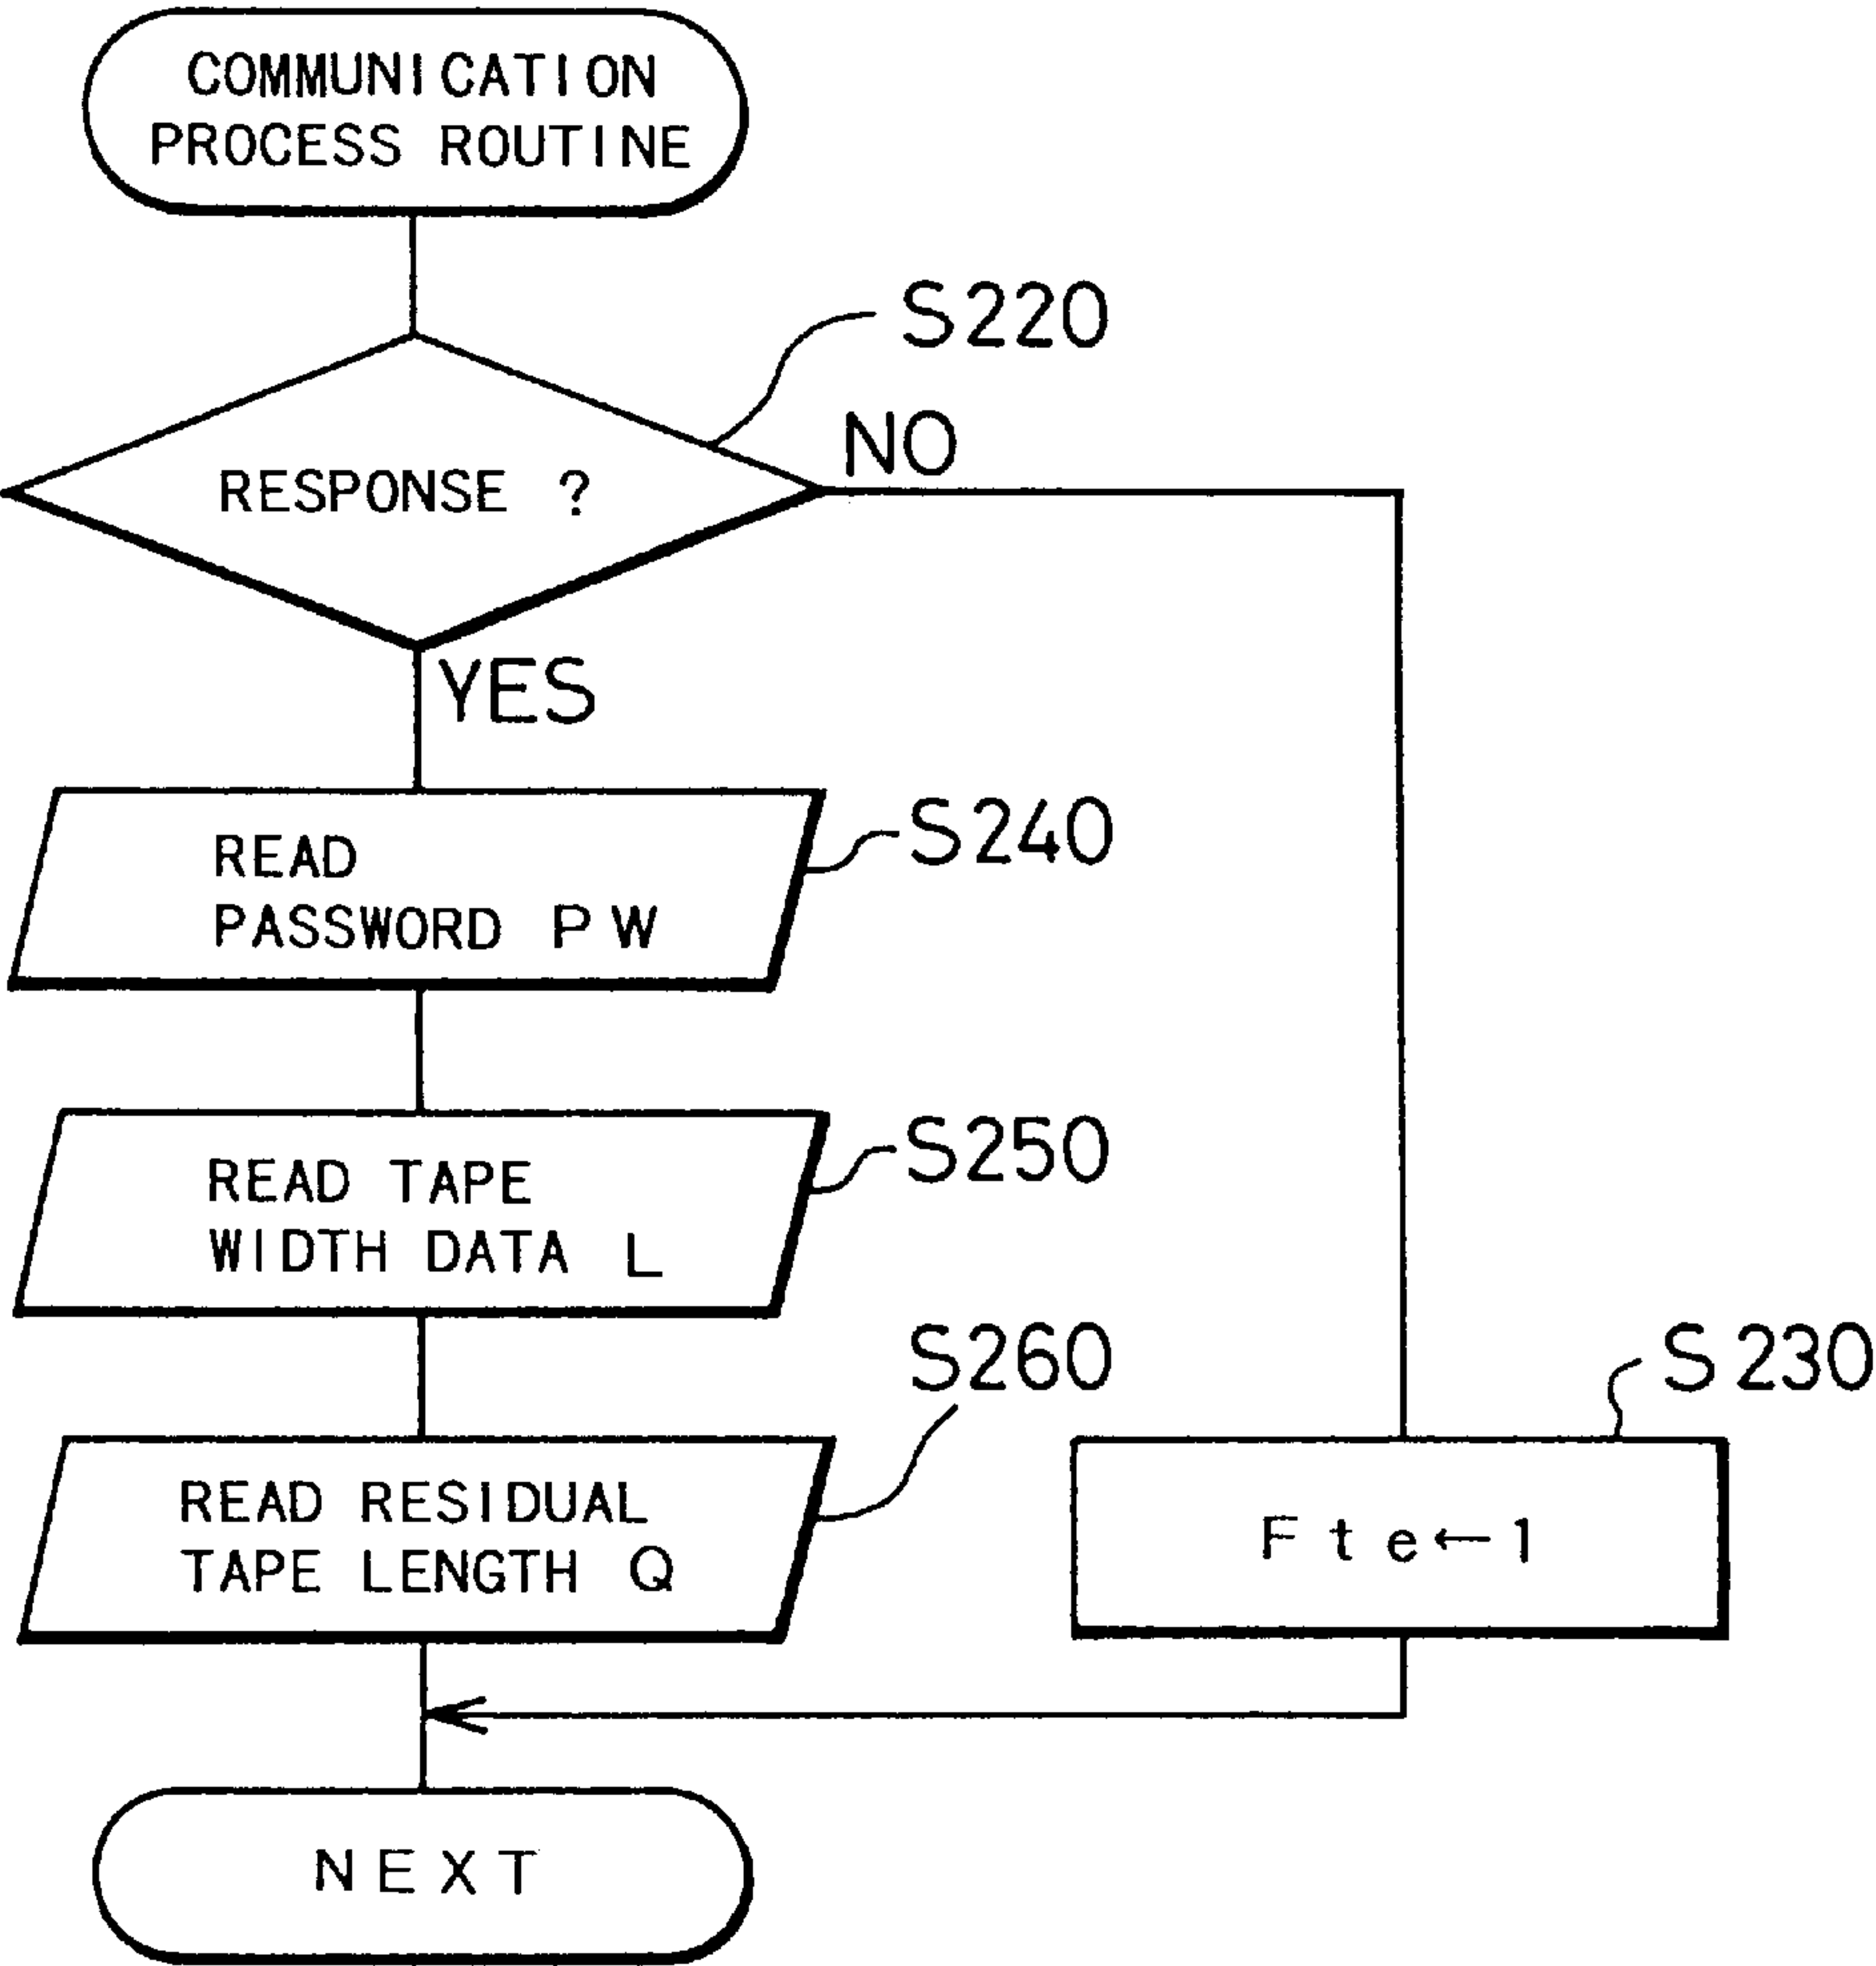 COMMUNICATION
PROCESS ROUTINE
S220
RESPONSE ?
NO
YES
READ
PASSWORD PW
S240
READ TAPE
WIDTH DATA L
S250
READ RESIDUAL
TAPE LENGTH Q
S260
S230
Fte←1
NEXT